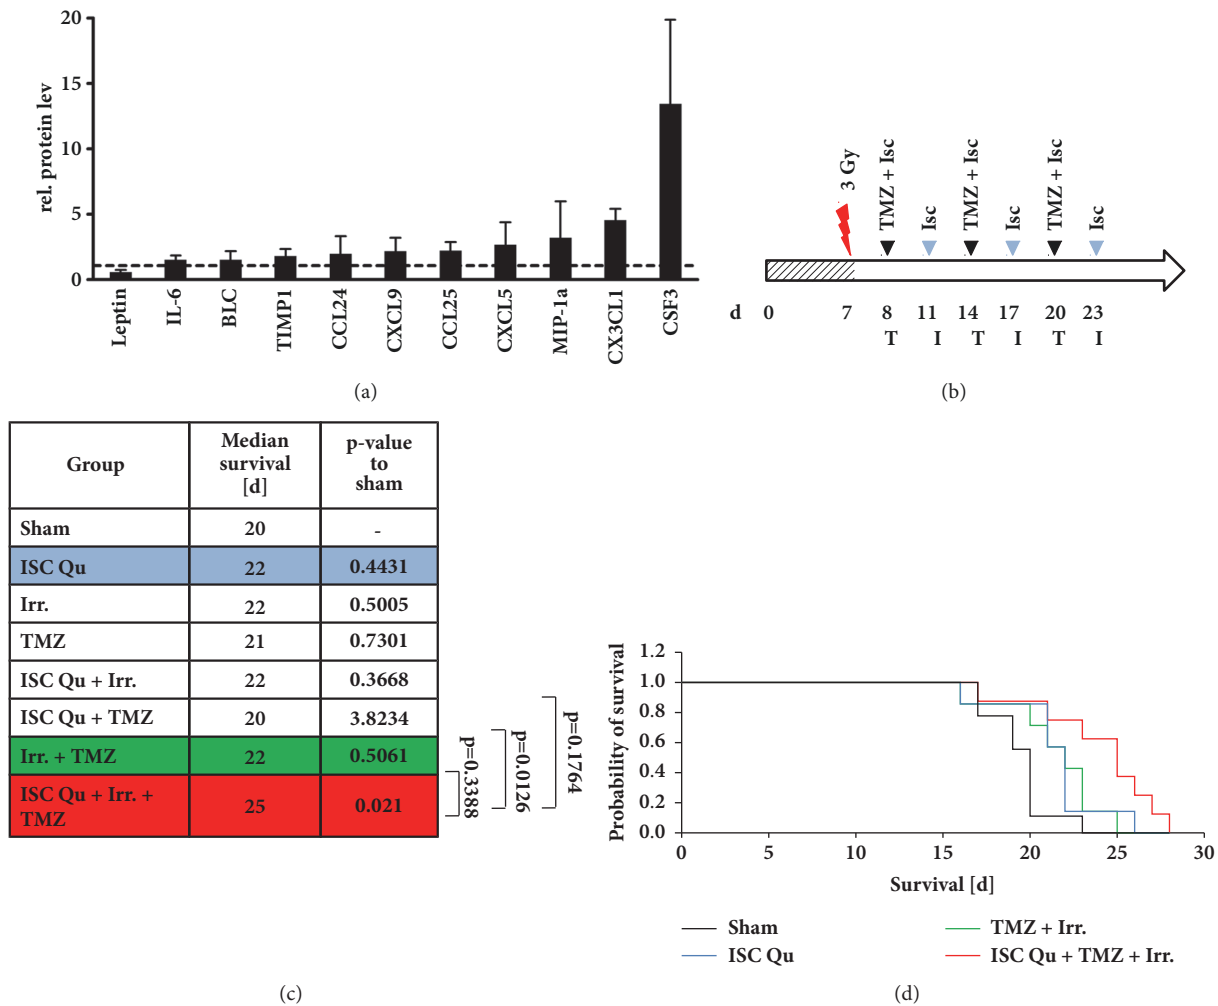 20
15
10
5
0
rel. protein lev
Leptin
IL-6
BLC
TIMP1
CCL24
CXCL9
CCL25
CXCL5
MIP-1a
CX3CL1
CSF3
(a)
3 Gy
TMZ + Isc
Isc
TMZ + Isc
Isc
TMZ + Isc
Isc
d 0 7 8 11 14 17 20 23
T I T I T I
(b)
Group
Median
survival
[d]
p-value
to
sham
Sham 20 -
ISC Qu 22 0.4431
Irr. 22 0.5005
TMZ 21 0.7301
ISC Qu + Irr. 22 0.3668
ISC Qu + TMZ 20 3.8234
Irr. + TMZ 22 0.5061
ISC Qu + Irr. +
TMZ 25 0.021
p=0.3388
p=0.0126
p=0.1764
(c)
Probability of survival
1.2
1.0
0.8
0.6
0.4
0.2
0.0
0 5 10 15 20 25 30
Survival [d]
Sham
ISC Qu
TMZ + Irr.
ISC Qu + TMZ + Irr.
(d)